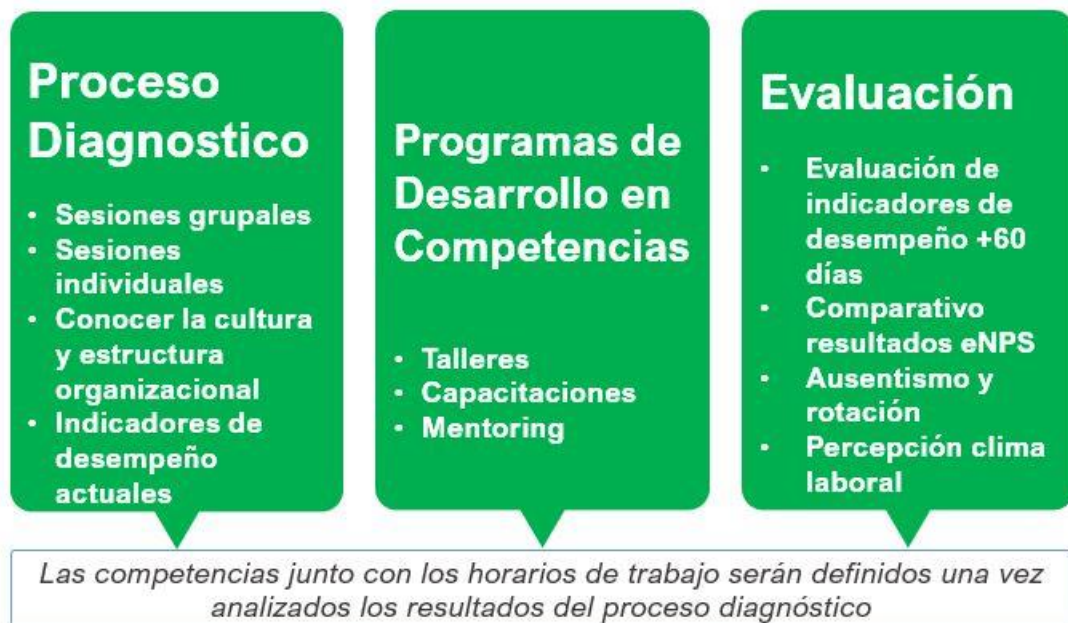 Proceso
Diagnostico
• Sesiones grupales
• Sesiones
individuales
• Conocer la cultura
y estructura
organizacional
• Indicadores de
desempeño
actuales
Programas de
Desarrollo en
Competencias
• Talleres
• Capacitaciones
• Mentoring
Evaluación
• Evaluación de
indicadores de
desempeño +60
días
• Comparativo
resultados eNPS
• Ausentismo y
rotación
• Percepción clima
laboral
Las competencias junto con los horarios de trabajo serán definidos una vez
analizados los resultados del proceso diagnóstico